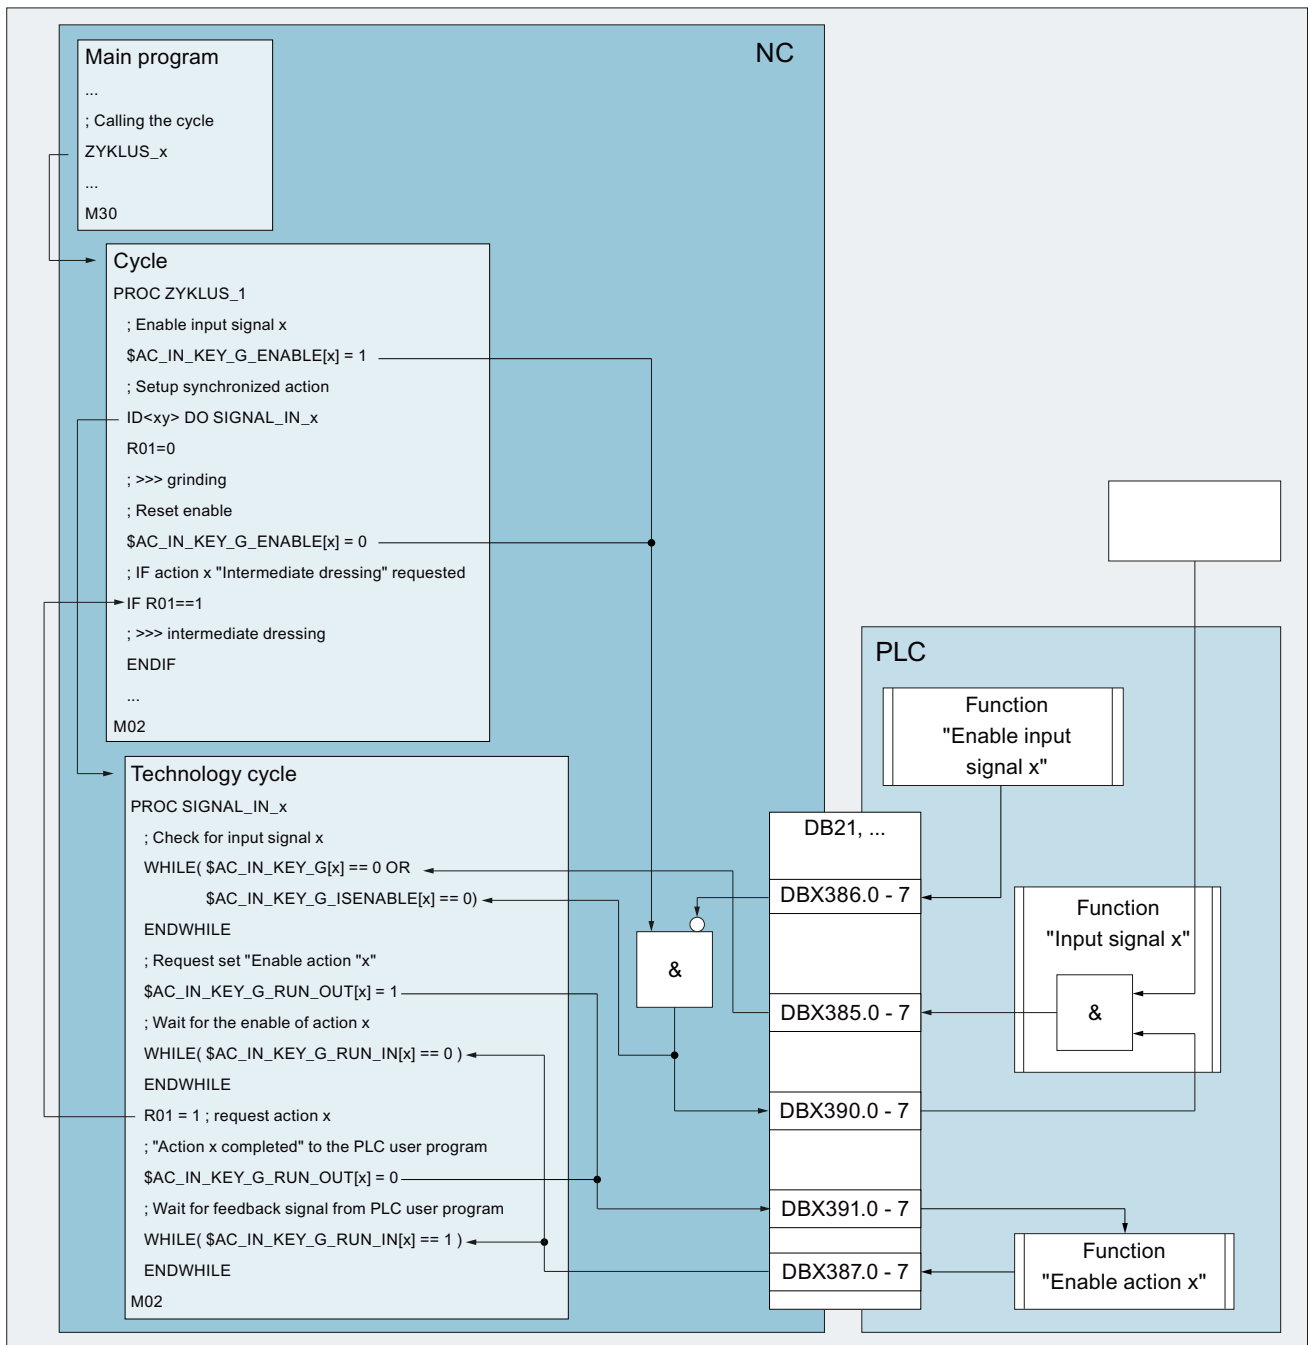 NC
Main program
...
; Calling the cycle
ZYKLUS_x
...
M30
Cycle
PROC ZYKLUS_1
; Enable input signal x
$AC_IN_KEY_G_ENABLE[x] = 1
; Setup synchronized action
ID<xy> DO SIGNAL_IN_x
R01=0
; >>> grinding
; Reset enable
$AC_IN_KEY_G_ENABLE[x] = 0
; IF action x "Intermediate dressing" requested
IF R01==1
; >>> intermediate dressing
ENDIF
...
M02
Technology cycle
PROC SIGNAL_IN_x
; Check for input signal x
WHILE( $AC_IN_KEY_G[x] == 0 OR
$AC_IN_KEY_G_ISENABLE[x] == 0)
ENDWHILE
; Request set "Enable action "x"
$AC_IN_KEY_G_RUN_OUT[x] = 1
; Wait for the enable of action x
WHILE( $AC_IN_KEY_G_RUN_IN[x] == 0 )
ENDWHILE
R01 = 1 ; request action x
; "Action x completed" to the PLC user program
$AC_IN_KEY_G_RUN_OUT[x] = 0
; Wait for feedback signal from PLC user program
WHILE( $AC_IN_KEY_G_RUN_IN[x] == 1 )
ENDWHILE
M02
&
DB21, ...
DBX386.0 - 7
DBX385.0 - 7
DBX390.0 - 7
DBX391.0 - 7
DBX387.0 - 7
PLC
Function
"Enable input
signal x"
Function
"Input signal x"
&
Function
"Enable action x"